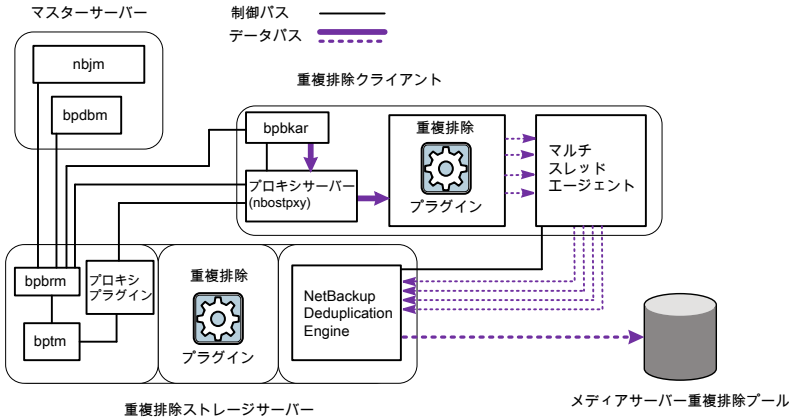 マスターサーバー
制御パス
データパス
nbjm
bpdbm
重複排除クライアント
bpbkar
プロキシサーバー
(nbostpxy)
重複排除
プラグイン
マルチ
スレッド
エージェント
bpbrm
プロキシ
プラグイン
bptm
重複排除
プラグイン
NetBackup
Deduplication
Engine
重複排除ストレージサーバー
メディアサーバー重複排除プール